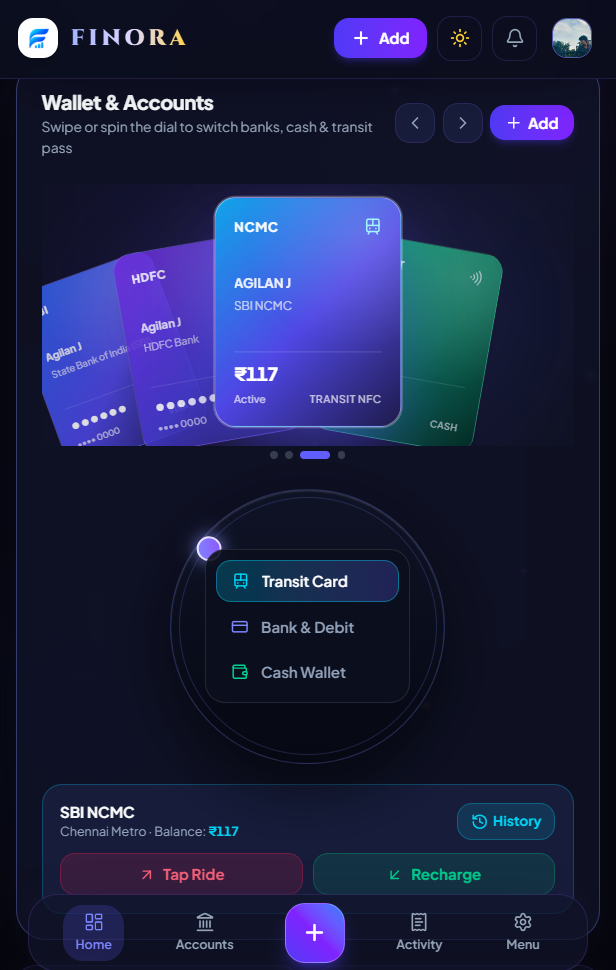 FINORA
Add
Wallet & Accounts
Swipe or spin the dial to switch banks, cash & transit
pass
Add
NCMC
AGILAN J
SBI NCMC
₹117
Active
TRANSIT NFC
Agilan J
State Bank of India
•••• 0000
HDFC
Agilan J
HDFC Bank
•••• 0000
CASH
Transit Card
Bank & Debit
Cash Wallet
SBI NCMC
Chennai Metro · Balance: ₹117
History
Tap Ride
Recharge
Home
Accounts
Activity
Menu